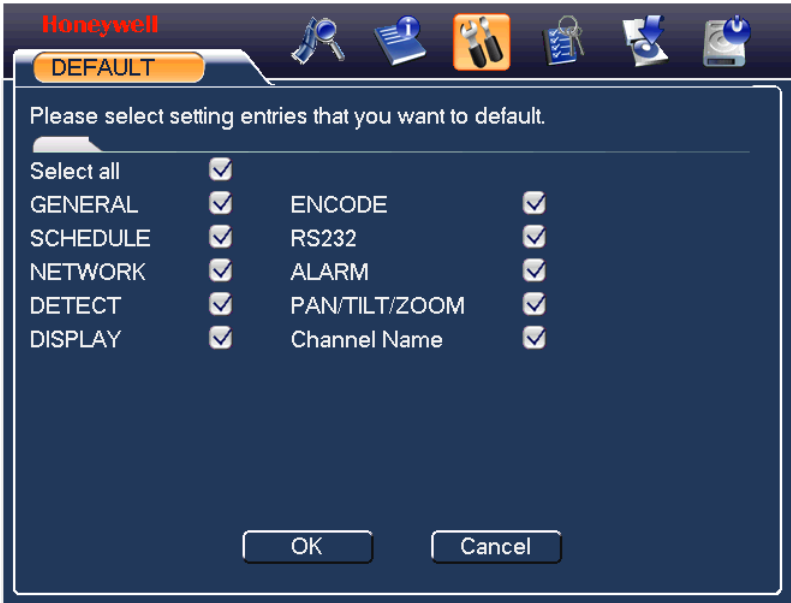 Honeywell
DEFAULT
Please select setting entries that you want to default.
Select all
GENERAL ENCODE
SCHEDULE RS232
NETWORK ALARM
DETECT PAN/TILT/ZOOM
DISPLAY Channel Name
OK Cancel